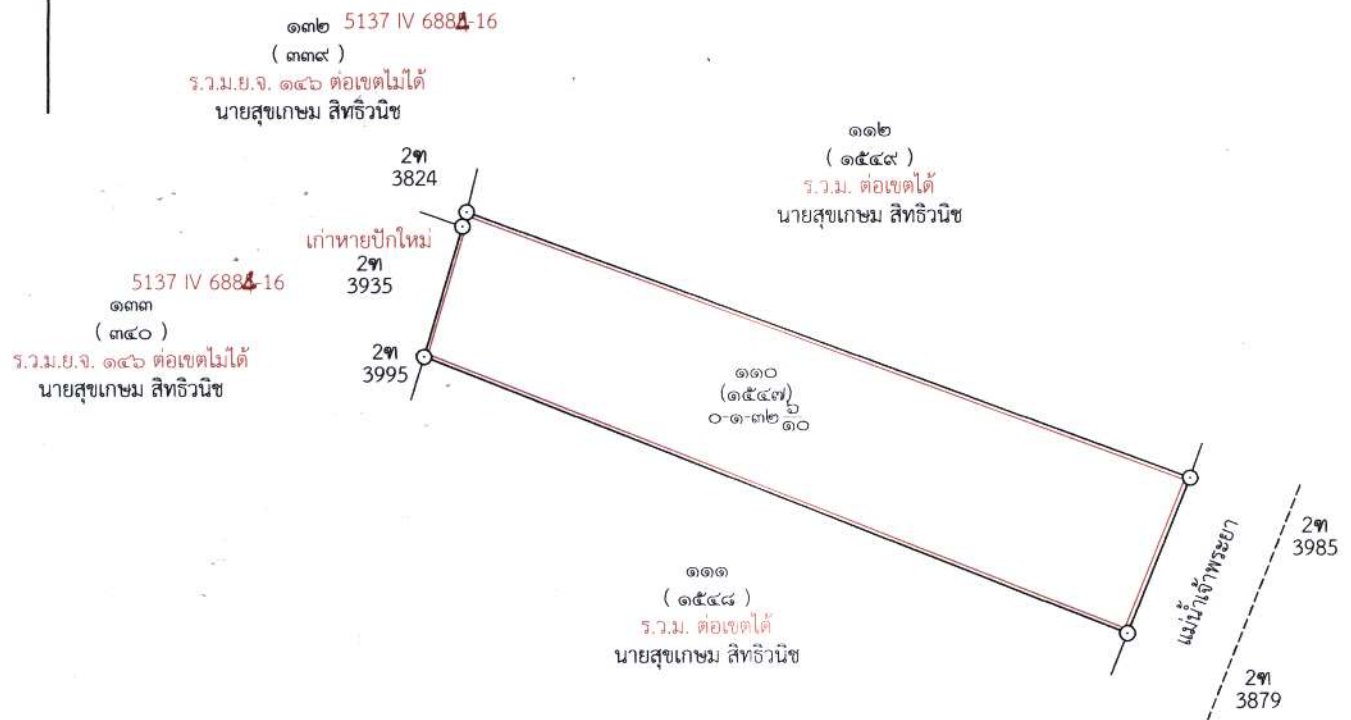 ๑๓๒ 5137 IV 6884-16
( ๓๓๙ )
ร.ว.ม.ย.จ. ๑๔๖ ต่อเขตไม่ได้
นายสุขเกษม สิทธิวนิช
๑๑๒
( ๑๕๔๙ )
ร.ว.ม. ต่อเขตได้
นายสุขเกษม สิทธิวนิช
2ท
3824
เก่าหายปักใหม่
2ท
3935
5137 IV 6884-16
๑๓๓
( ๓๔๐ )
ร.ว.ม.ย.จ. ๑๔๖ ต่อเขตไม่ได้
นายสุขเกษม สิทธิวนิช
2ท
3995
๑๑๐
(๑๕๔๗)
๐-๑-๓๒ ๖/๑๐
แม่น้ำเจ้าพระยา
2ท
3985
๑๑๑
( ๑๕๔๘ )
ร.ว.ม. ต่อเขตได้
นายสุขเกษม สิทธิวนิช
2ท
3879